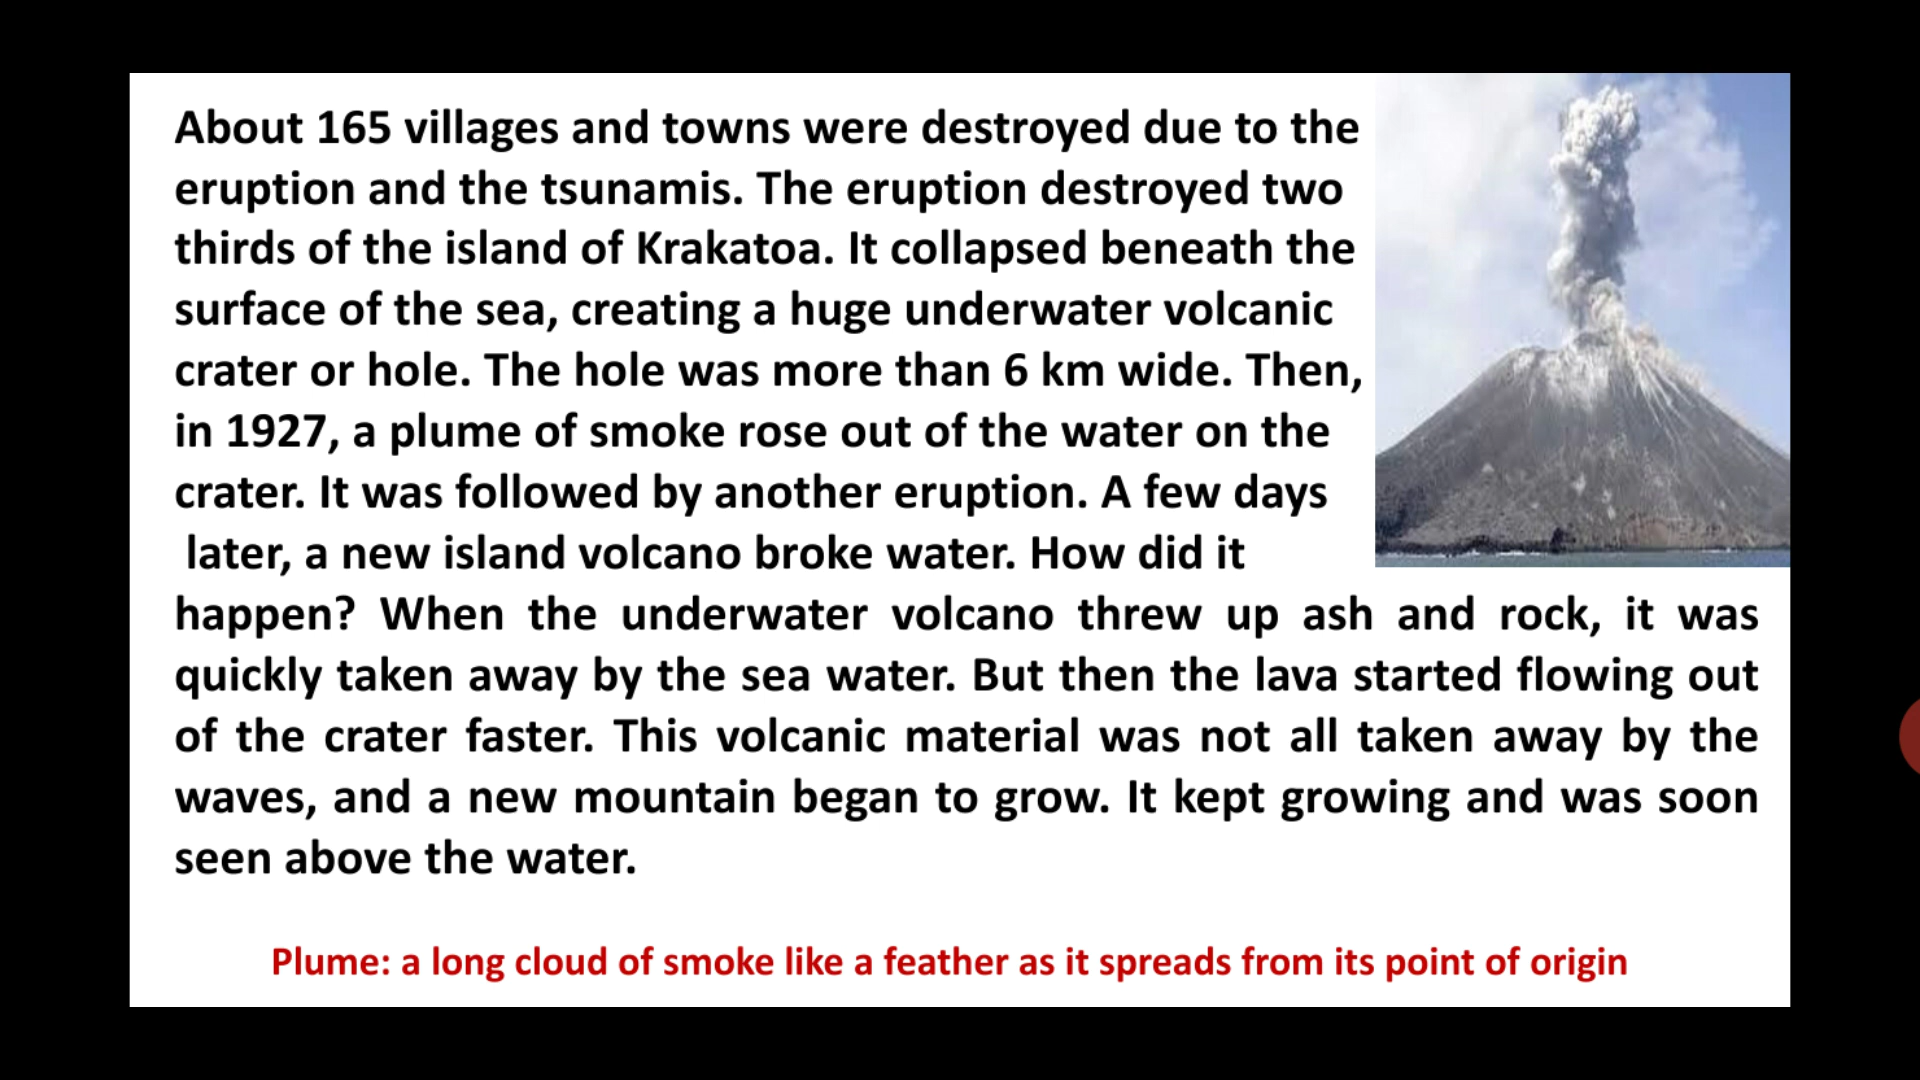 About 165 villages and towns were destroyed due to the
eruption and the tsunamis. The eruption destroyed two
thirds of the island of Krakatoa. It collapsed beneath the
surface of the sea, creating a huge underwater volcanic
crater or hole. The hole was more than 6 km wide. Then,
in 1927, a plume of smoke rose out of the water on the
crater. It was followed by another eruption. A few days
later, a new island volcano broke water. How did it
happen? When the underwater volcano threw up ash and rock, it was
quickly taken away by the sea water. But then the lava started flowing out
of the crater faster. This volcanic material was not all taken away by the
waves, and a new mountain began to grow. It kept growing and was soon
seen above the water.
Plume: a long cloud of smoke like a feather as it spreads from its point of origin